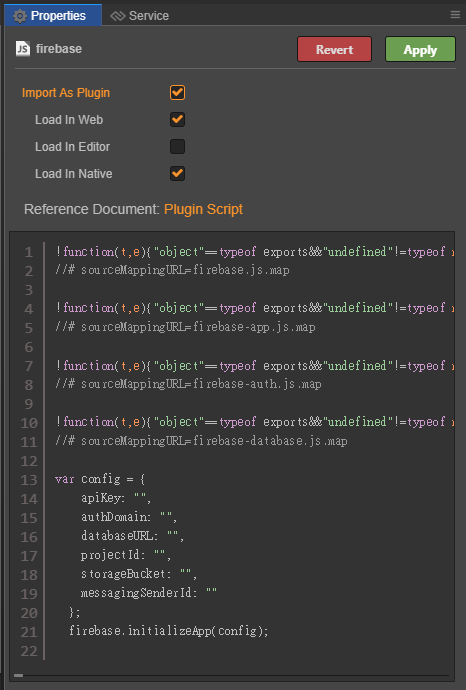 Properties
Service
JS firebase
Revert
Apply
Import As Plugin
Load In Web
Load In Editor
Load In Native
Reference Document: Plugin Script
1 !function(t,e){"object"==typeof exports&&"undefined"!=typeof
2 //# sourceMappingURL=firebase.js.map
3
4 !function(t,e){"object"==typeof exports&&"undefined"!=typeof
5 //# sourceMappingURL=firebase-app.js.map
6
7 !function(t,e){"object"==typeof exports&&"undefined"!=typeof
8 //# sourceMappingURL=firebase-auth.js.map
9
10 !function(t,e){"object"==typeof exports&&"undefined"!=typeof
11 //# sourceMappingURL=firebase-database.js.map
12
13 var Config = {
14 apiKey: "",
15 authDomain: "",
16 databaseURL: "",
17 projectId: "",
18 storageBucket: "",
19 messagingSenderId: ""
20 };
21 firebase.initializeApp(Config);
22